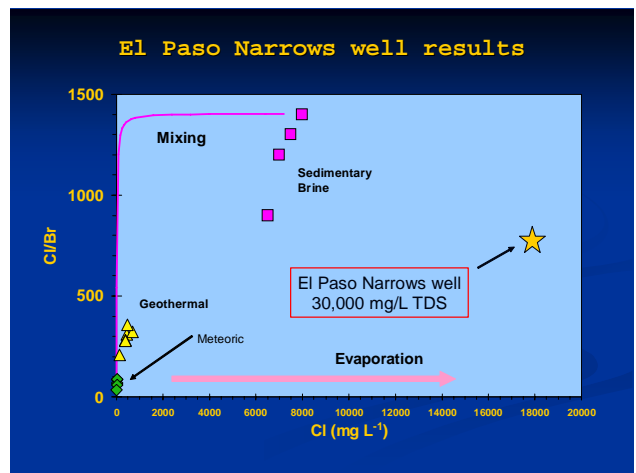 El Paso Narrows well results
1500
1000
500
0
Cl/Br
Mixing
Sedimentary
Brine
El Paso Narrows well
30,000 mg/L TDS
Geothermal
Meteoric
Evaporation
0 2000 4000 6000 8000 10000 12000 14000 16000 18000 20000
Cl (mg L-1)